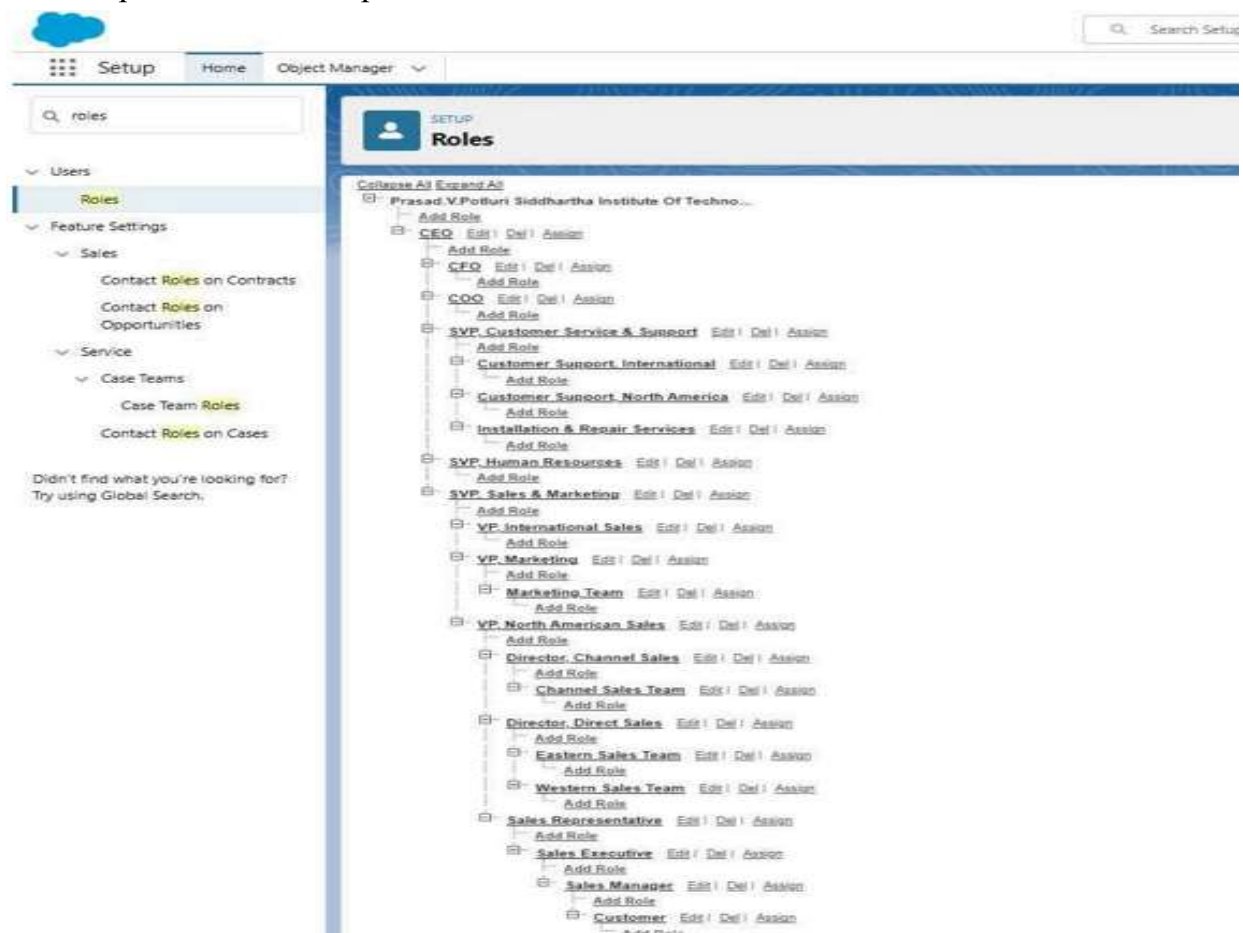 Search Setup
Setup Home Object Manager
roles
SETUP
Roles
Users
Roles
Feature Settings
Sales
Contact Roles on Contracts
Contact Roles on
Opportunities
Service
Case Teams
Case Team Roles
Contact Roles on Cases
Didn't find what you're looking for?
Try using Global Search.
Collapse All Expand All
Prasad.V.Potluri Siddhartha Institute Of Techno...
Add Role
CEO Edit | Del | Assign
Add Role
CFO Edit | Del | Assign
Add Role
COO Edit | Del | Assign
Add Role
SVP, Customer Service & Support Edit | Del | Assign
Add Role
Customer Support, International Edit | Del | Assign
Add Role
Customer Support, North America Edit | Del | Assign
Add Role
Installation & Repair Services Edit | Del | Assign
Add Role
SVP, Human Resources Edit | Del | Assign
Add Role
SVP, Sales & Marketing Edit | Del | Assign
Add Role
VP, International Sales Edit | Del | Assign
Add Role
VP, Marketing Edit | Del | Assign
Add Role
Marketing Team Edit | Del | Assign
Add Role
VP, North American Sales Edit | Del | Assign
Add Role
Director, Channel Sales Edit | Del | Assign
Add Role
Channel Sales Team Edit | Del | Assign
Add Role
Director, Direct Sales Edit | Del | Assign
Add Role
Eastern Sales Team Edit | Del | Assign
Add Role
Western Sales Team Edit | Del | Assign
Add Role
Sales Representative Edit | Del | Assign
Add Role
Sales Executive Edit | Del | Assign
Add Role
Sales Manager Edit | Del | Assign
Add Role
Customer Edit | Del | Assign
Add Role